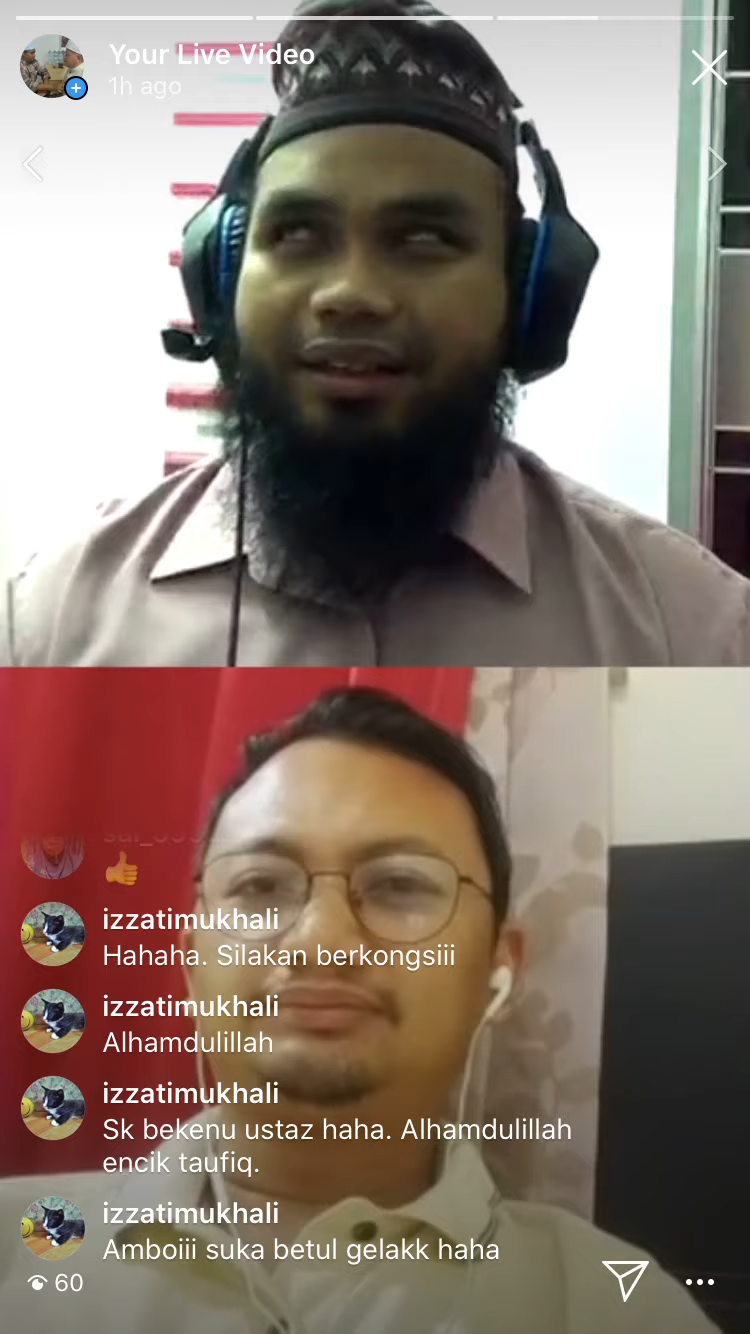 Your Live Video
1h ago
izzatimukhali
Hahaha. Silakan berkongsiii
izzatimukhali
Alhamdulillah
izzatimukhali
Sk bekenu ustaz haha. Alhamdulillah
encik taufiq.
izzatimukhali
Amboiii suka betul gelakk haha
60